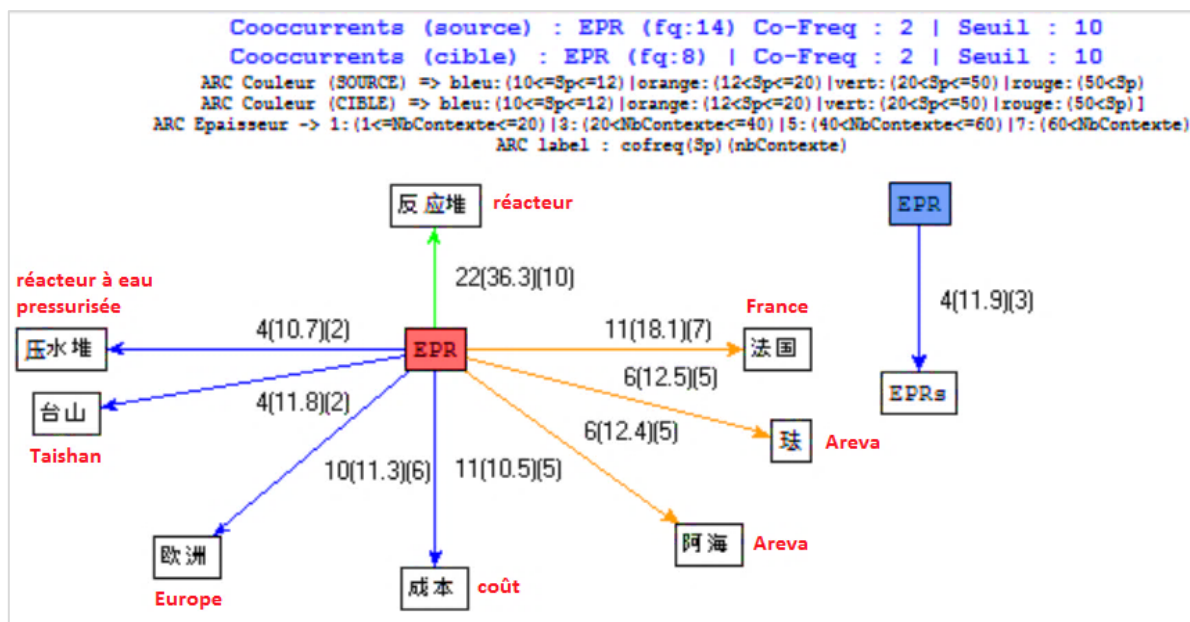 Cooccurrents (source) : EPR (fq:14) Co-Freq : 2 | Seuil : 10
Cooccurrents (cible) : EPR (fq:8) | Co-Freq : 2 | Seuil : 10
ARC Couleur (SOURCE) => bleu:(10<=Sp<=12)|orange:(12<Sp<=20)|vert:(20<Sp<=50)|rouge:(50<Sp)
ARC Couleur (CIBLE) => bleu:(10<=Sp<=12)|orange:(12<Sp<=20)|vert:(20<Sp<=50)|rouge:(50<Sp)]
ARC Epaisseur -> 1:(1<=NbContexte<=20)|3:(20<NbContexte<=40)|5:(40<NbContexte<=60)|7:(60<NbContexte)
ARC label : cofreq(Sp)(nbContexte)
反应堆 réacteur
EPR
22(36.3)(10)
réacteur à eau
pressurisée
4(11.9)(3)
France
4(10.7)(2)
11(18.1)(7)
压水堆
EPR
法国
6(12.5)(5)
EPRs
4(11.8)(2)
台山
6(12.4)(5)
珐 Areva
Taishan
10(11.3)(6)
11(10.5)(5)
阿海 Areva
欧洲
成本 coût
Europe